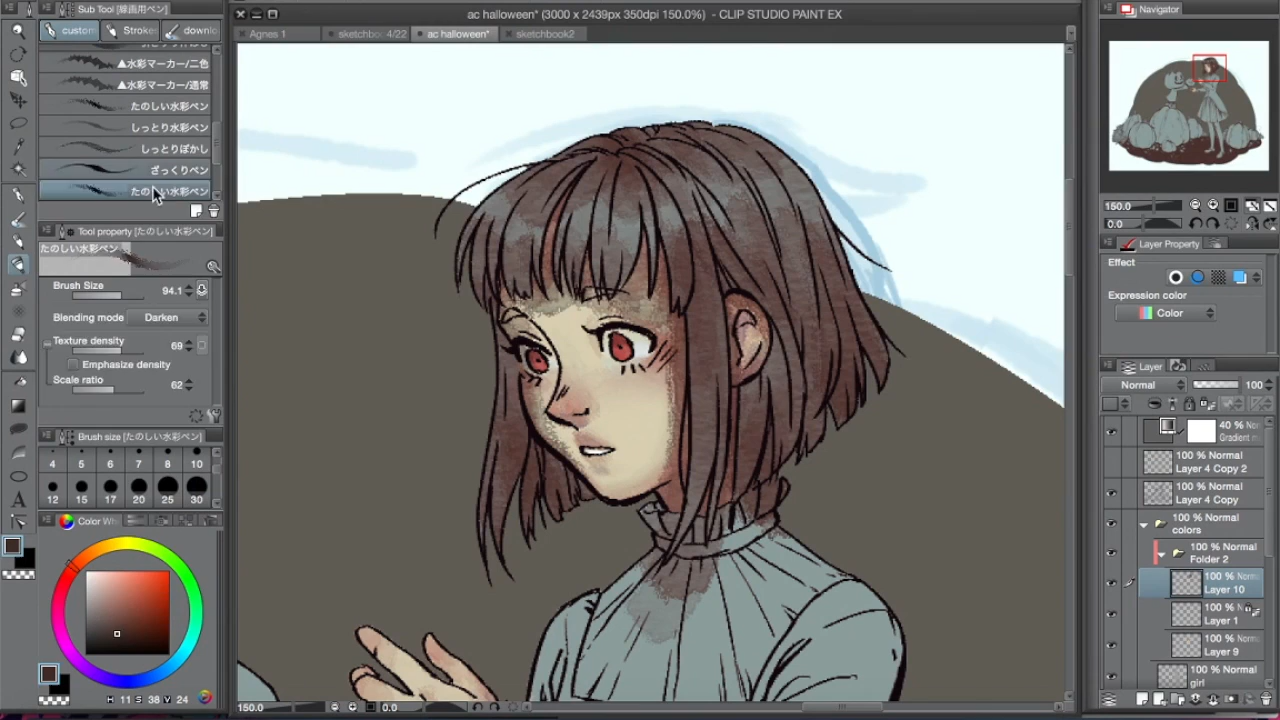 Sub Tool [線画用ペン]
custom
Stroke
downlo
▲水彩マーカー/二色
▲水彩マーカー/通常
たのしい水彩ペン
しっとり水彩ペン
しっとりぼかし
ざっくりペン
たのしい水彩ペン
Tool property [たのしい水彩ペン]
たのしい水彩ペン
Brush Size
94.1
Blending mode
Darken
Texture density
69
Emphasize density
Scale ratio
62
Brush size [たのしい水彩ペン]
4 5 6 7 8 10
12 15 17 20 25 30
Color Wh
H 11 S 38 V 24
ac halloween* (3000 x 2439px 350dpi 150.0%) - CLIP STUDIO PAINT EX
Agnes 1
sketchbo 4/22
ac halloween*
sketchbook2
150.0
0.0
Navigator
150.0
0.0
Layer Property
Effect
Expression color
Color
Layer
Normal
100
40 % Nor
Gradient m
100 % Normal
Layer 4 Copy 2
100 % Normal
Layer 4 Copy
100 % Normal
colors
100 % Normal
Folder 2
100 % Norm
Layer 10
100 % N
Layer 1
100 % Norm
Layer 9
100 % Normal
girl